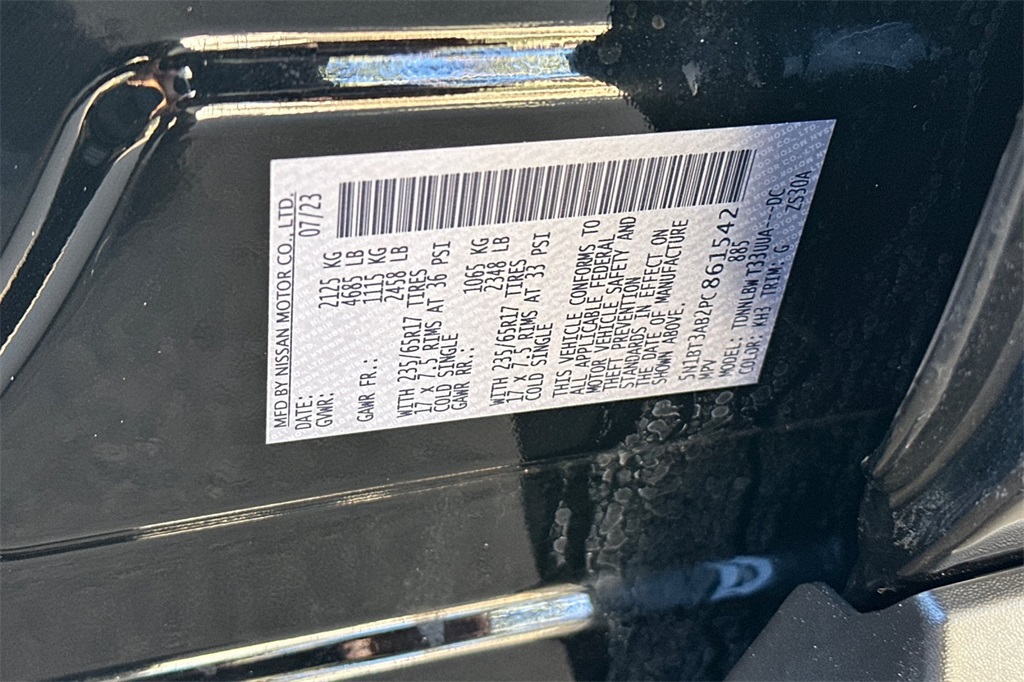 MFD BY NISSAN MOTOR CO., LTD.
DATE: 07/23
GVWR: 2125 KG
4685 LB
GAWR FR.: 1115 KG
2458 LB
WITH 235/65R17 TIRES
17 X 7.5 RIMS AT 36 PSI
COLD SINGLE
GAWR RR.: 1065 KG
2348 LB
WITH 235/65R17 TIRES
17 X 7.5 RIMS AT 33 PSI
COLD SINGLE
THIS VEHICLE CONFORMS TO
ALL APPLICABLE FEDERAL
MOTOR VEHICLE SAFETY AND
THEFT PREVENTION
STANDARDS IN EFFECT ON
THE DATE OF MANUFACTURE
SHOWN ABOVE.
5N1BT3AB2PC861542
MPV 885
MODEL: TDNNLBW T33UUA---DC
COLOR: KH3 TRIM: G ZS30A